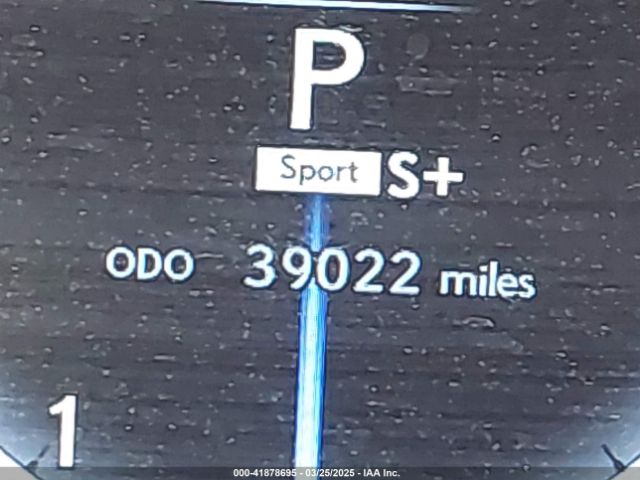 P
Sport S+
ODO 39022 miles
1
000-41878695 - 03/25/2025 - IAA Inc.